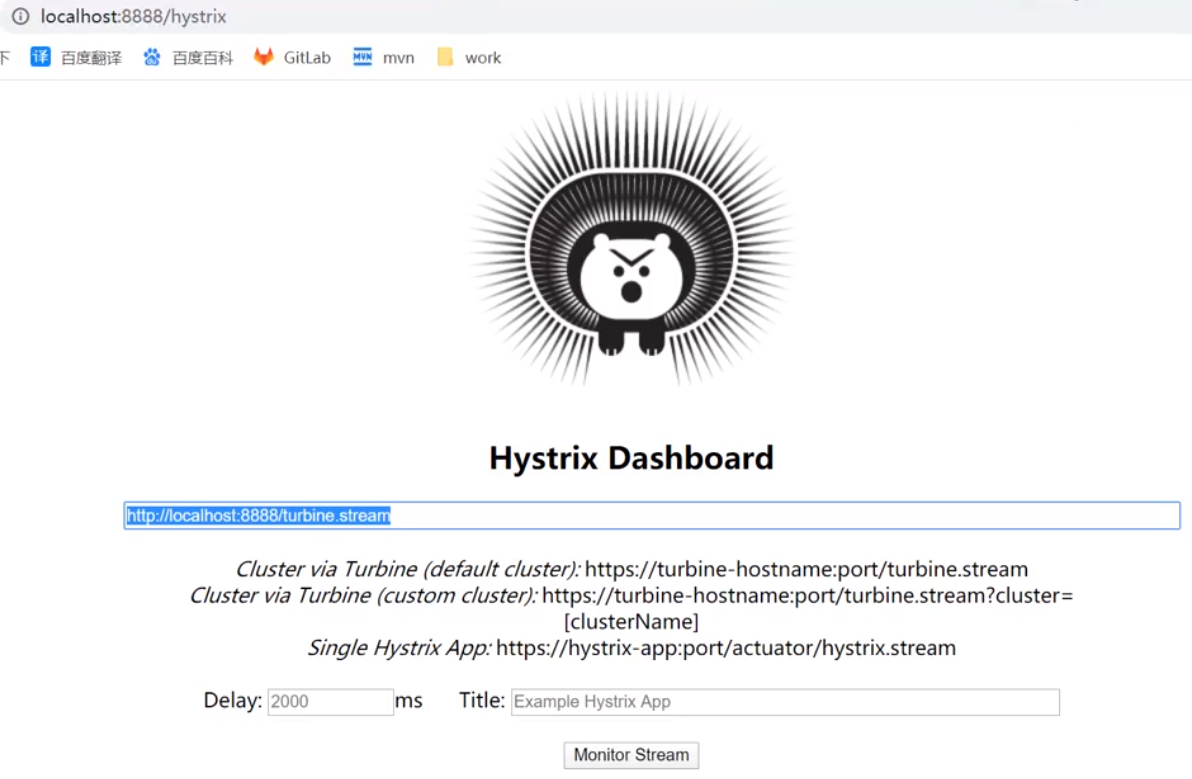 localhost:8888/hystrix
下 译 百度翻译 百度百科 GitLab MVN mvn work
Hystrix Dashboard
http://localhost:8888/turbine.stream
Cluster via Turbine (default cluster): https://turbine-hostname:port/turbine.stream
Cluster via Turbine (custom cluster): https://turbine-hostname:port/turbine.stream?cluster=
[clusterName]
Single Hystrix App: https://hystrix-app:port/actuator/hystrix.stream
Delay: 2000 ms Title: Example Hystrix App
Monitor Stream